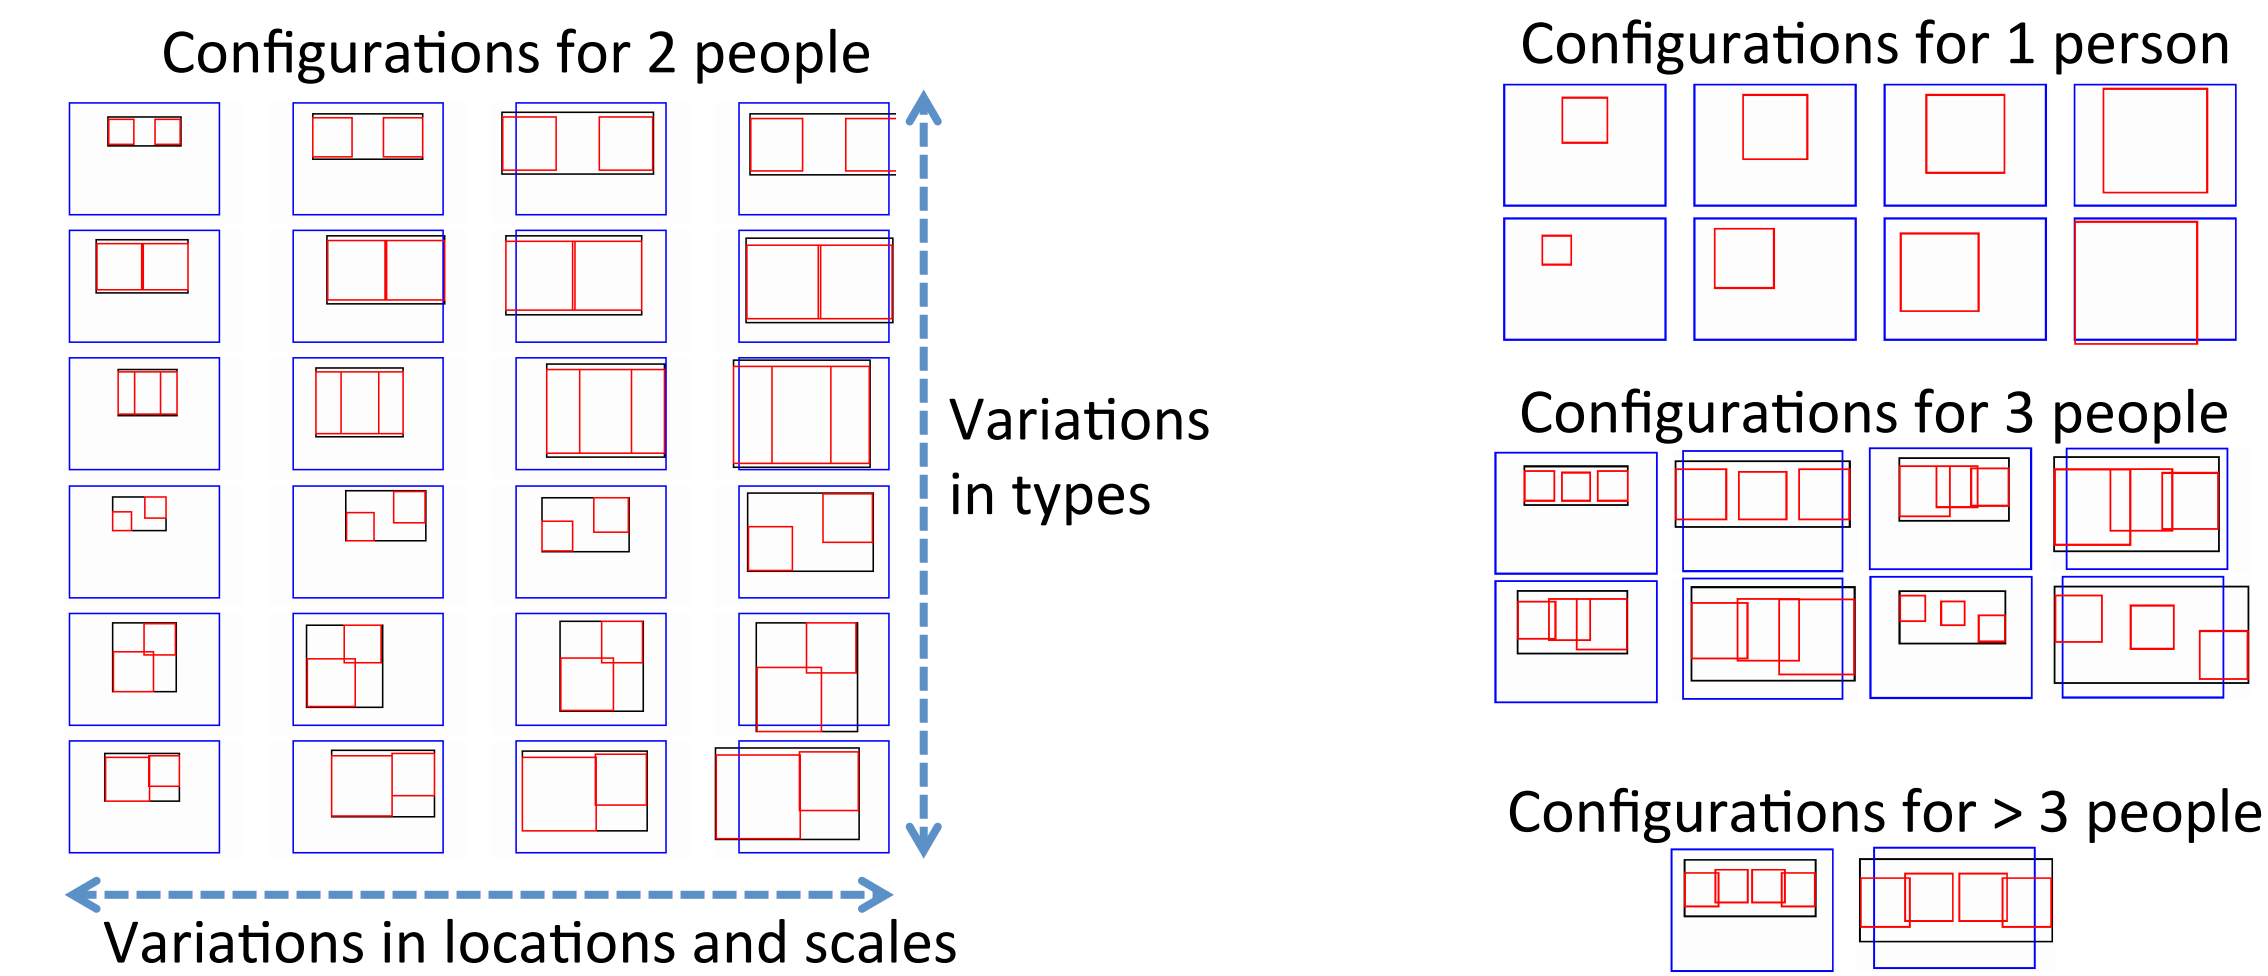 Configurations for 2 people
Variations
in types
Variations in locations and scales
Configurations for 1 person
Configurations for 3 people
Configurations for > 3 people